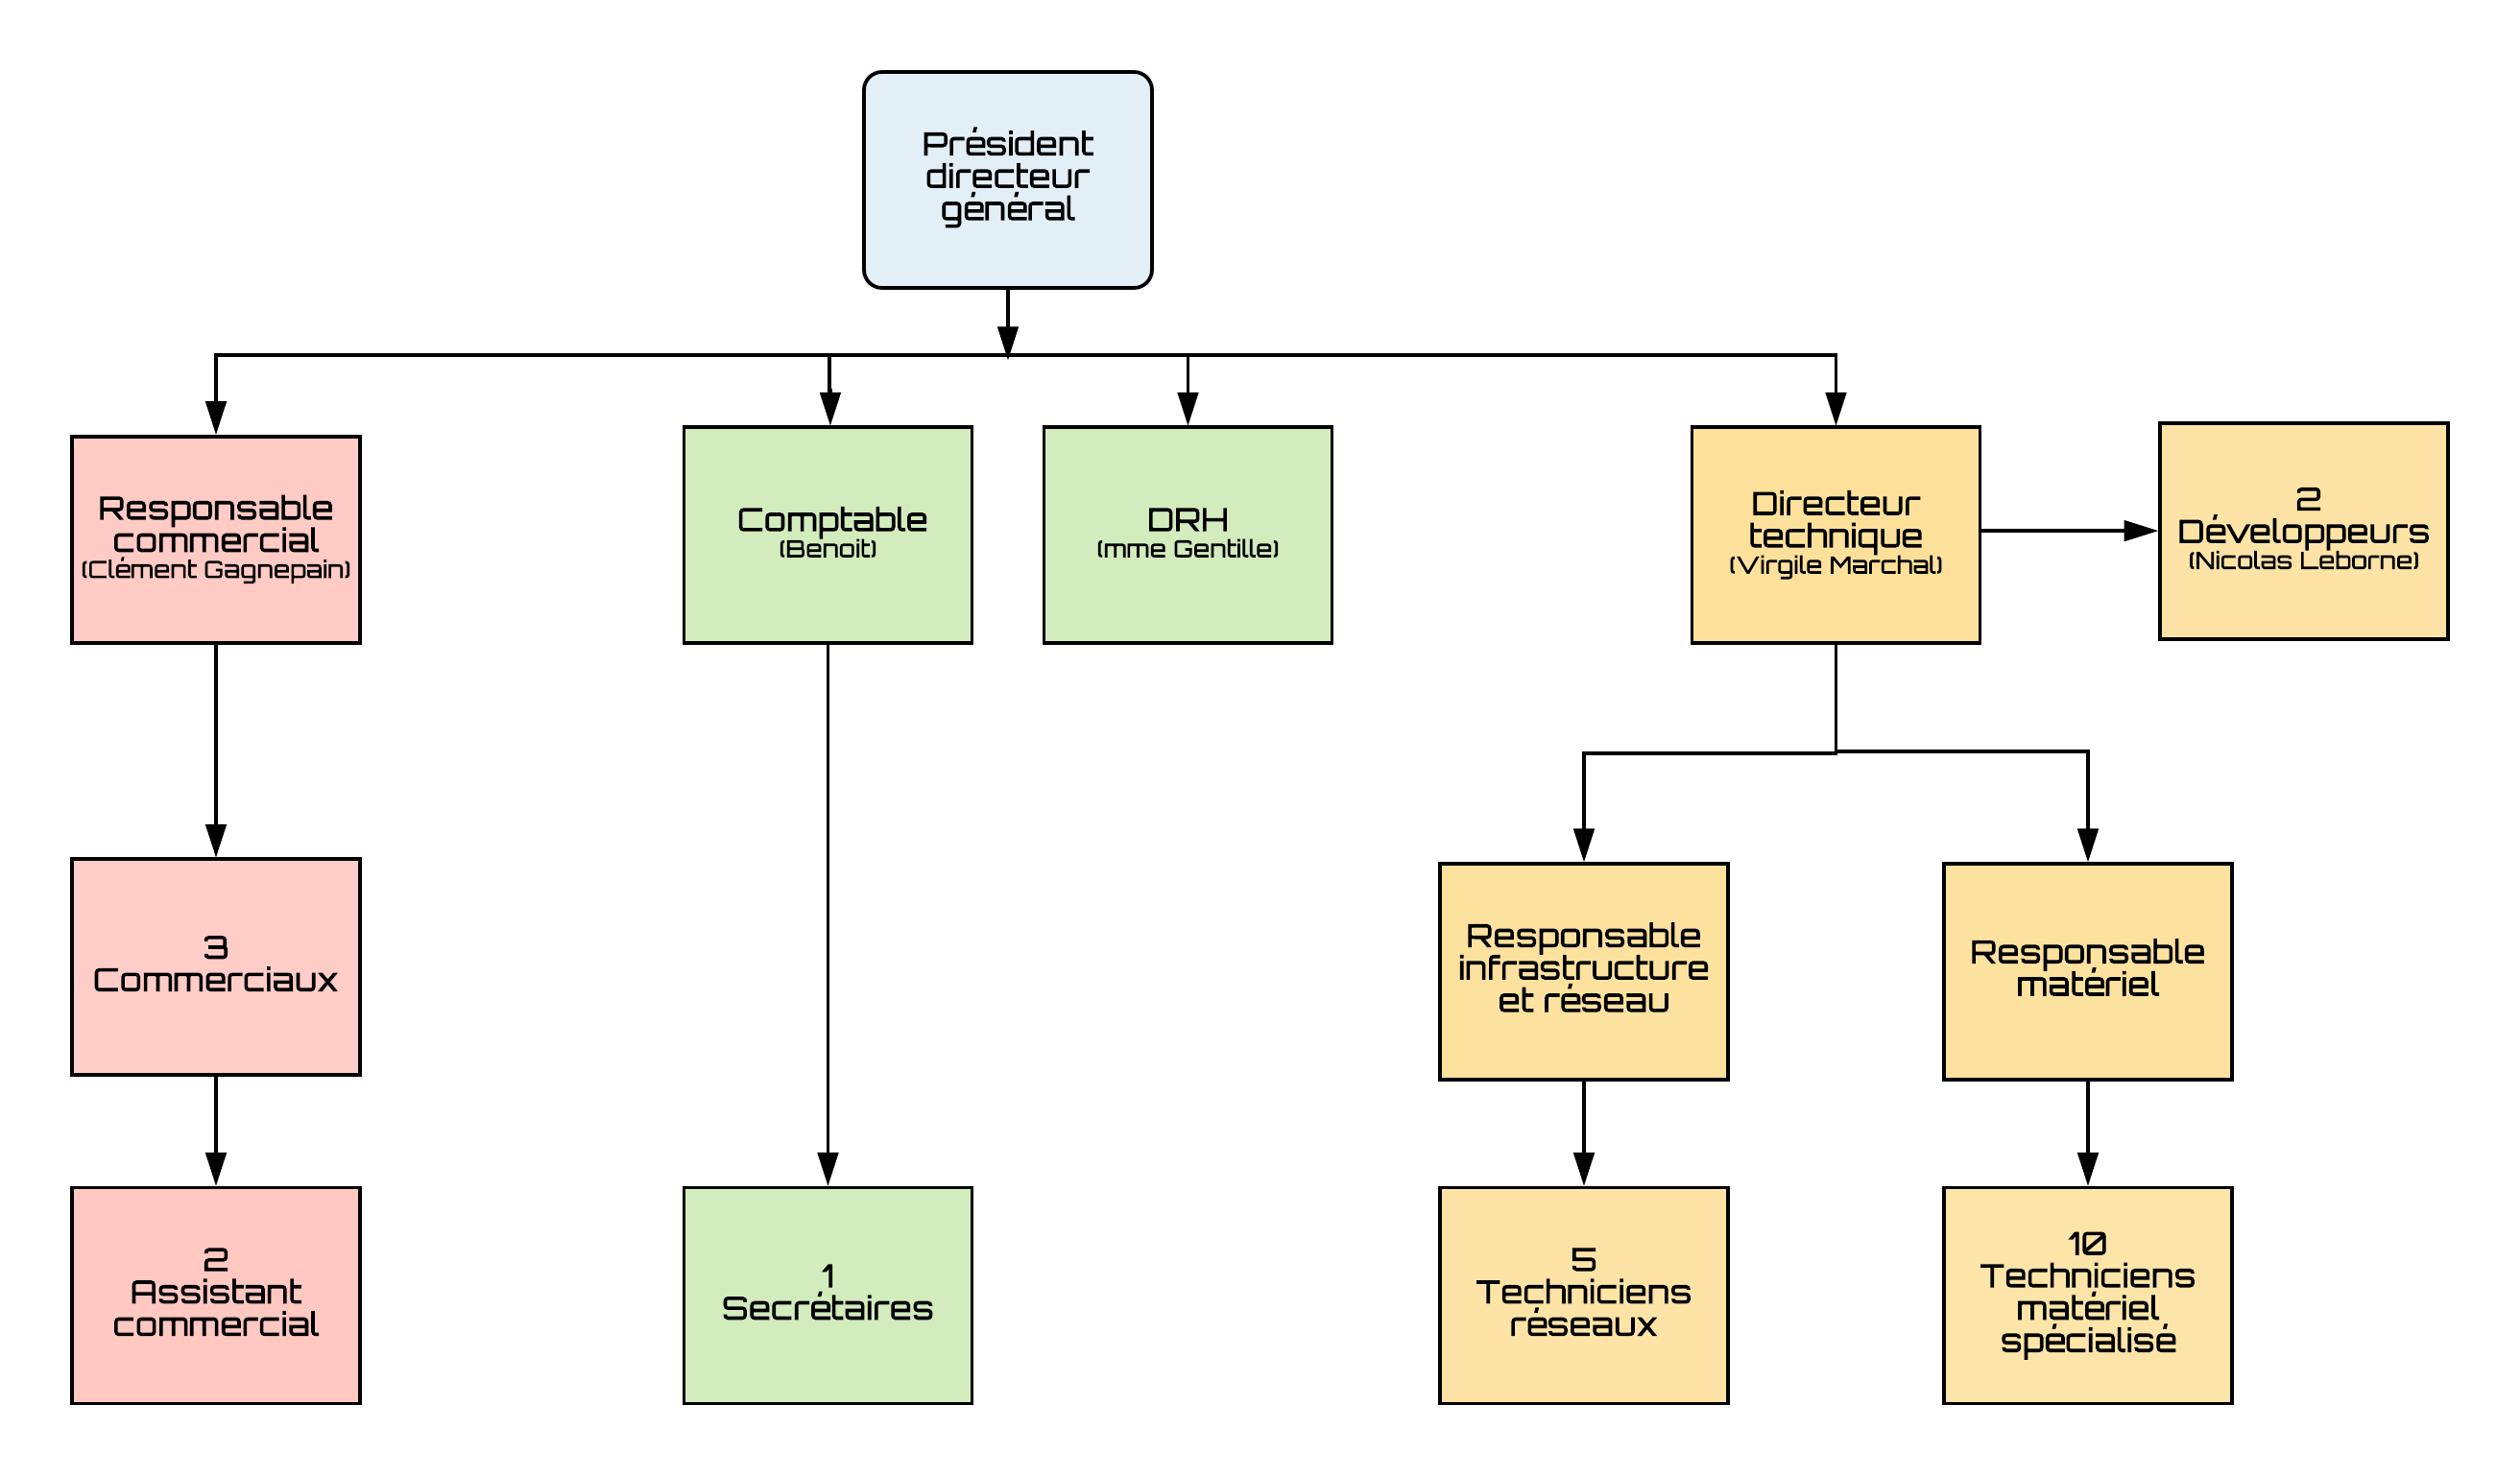 Président
directeur
général
Responsable
commercial
(Clément Gagnepain)
Comptable
(Benoit)
DRH
(mme Gentille)
Directeur
technique
(Virgile Marchal)
2
Développeurs
(Nicolas Leborne)
3
Commerciaux
Responsable
infrastructure
et réseau
Responsable
matériel
2
Assistant
commercial
1
Secrétaires
5
Techniciens
réseaux
10
Techniciens
matériel
spécialisé